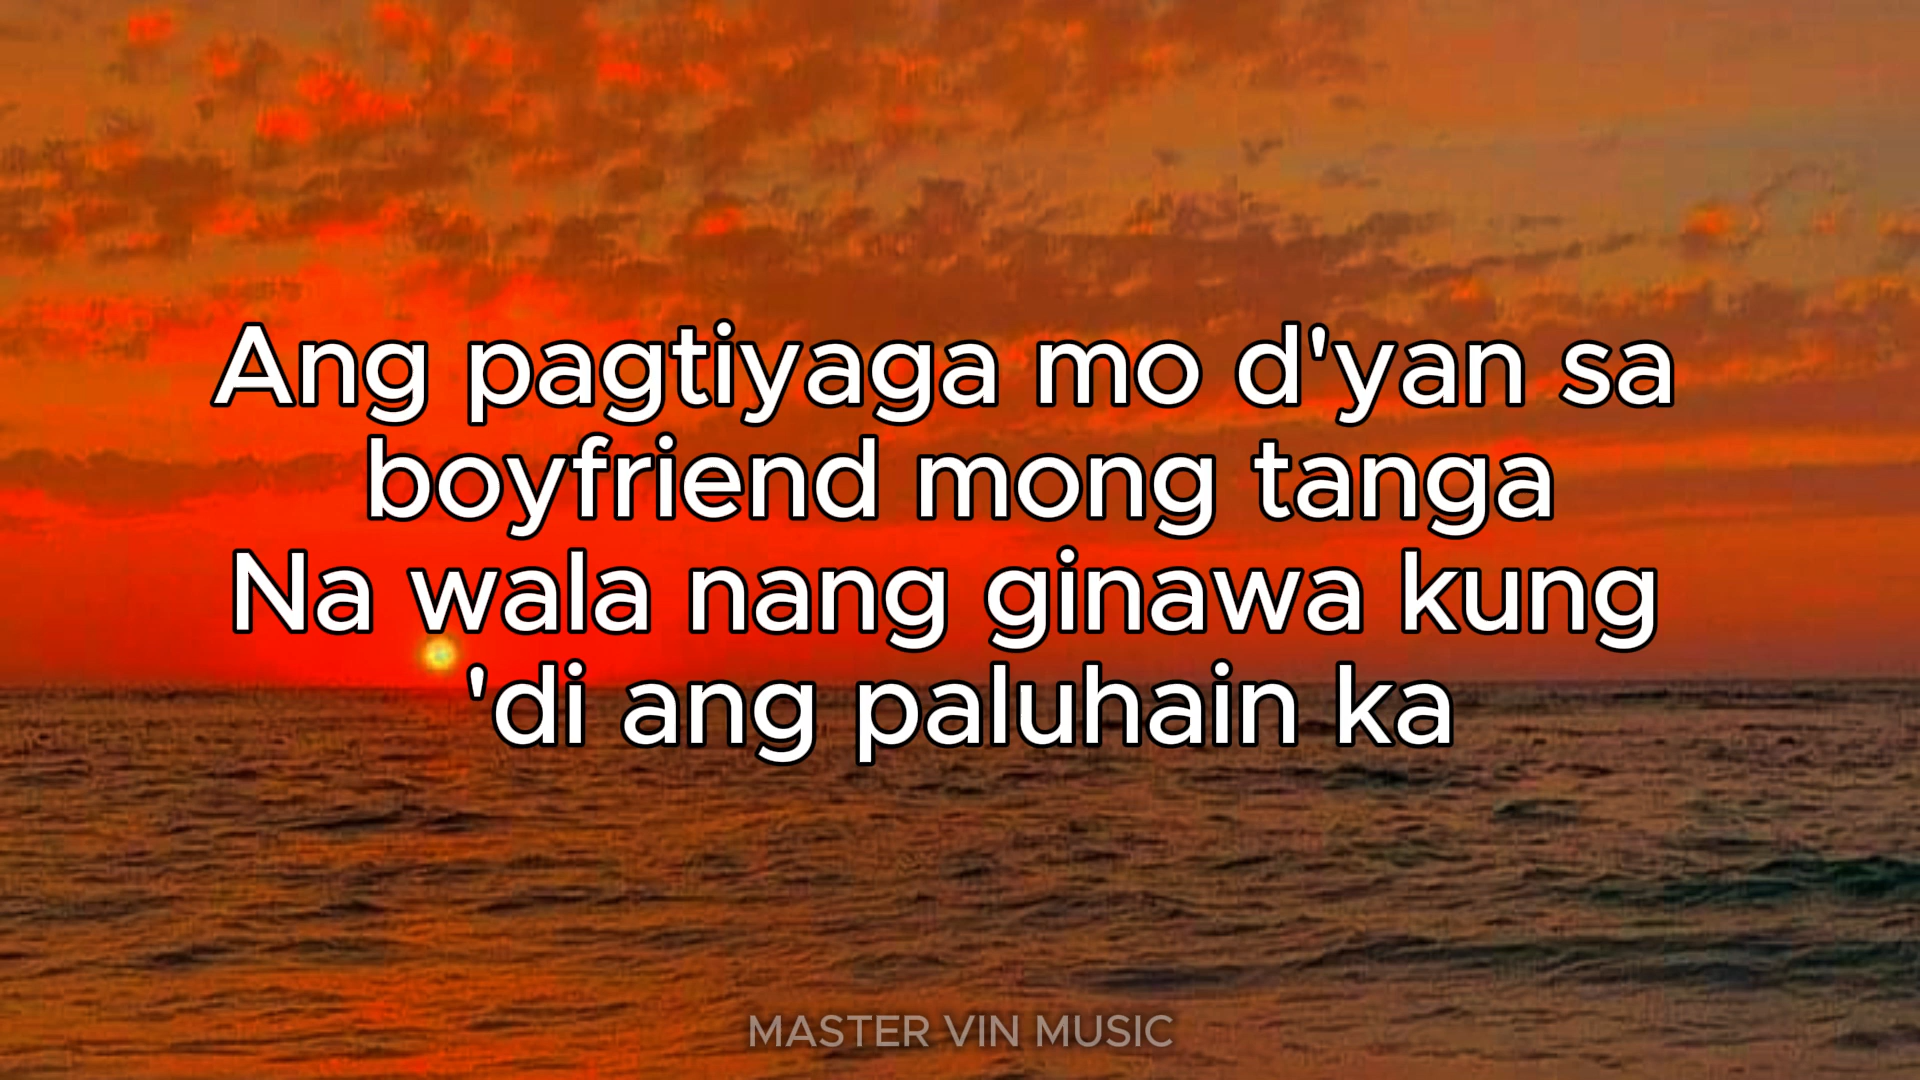 Ang pagtiyaga mo d'yan sa
boyfriend mong tanga
Na wala nang ginawa kung
'di ang paluhain ka
MASTER VIN MUSIC